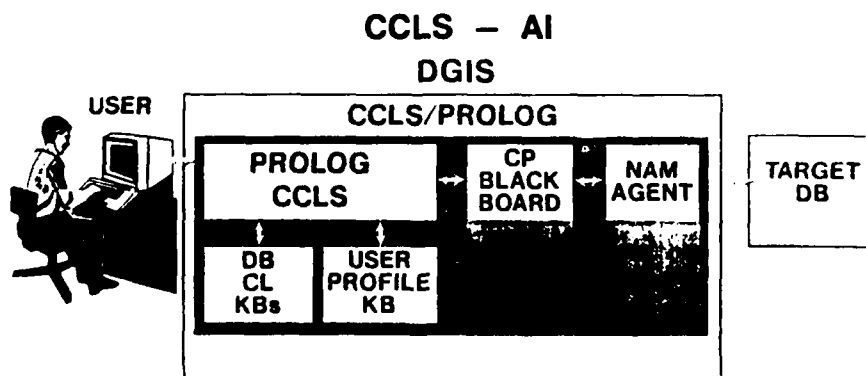 CCLS – AI
DGIS
USER
CCLS/PROLOG
PROLOG
CCLS
CP
BLACK
BOARD
NAM
AGENT
TARGET
DB
DB
CL
KBs
USER
PROFILE
KB